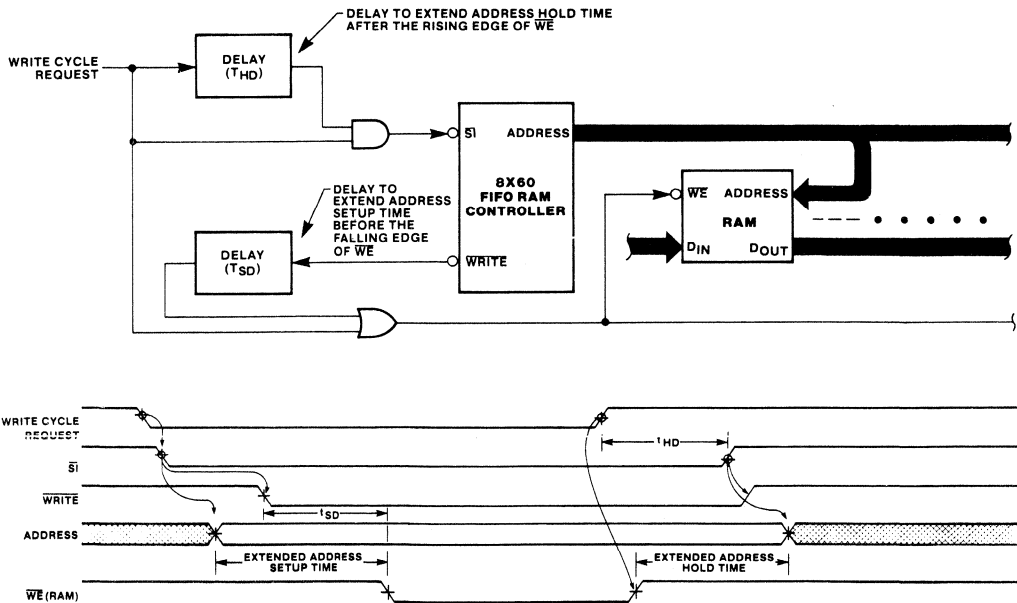 DELAY TO EXTEND ADDRESS HOLD TIME
AFTER THE RISING EDGE OF WE
WRITE CYCLE
REQUEST
DELAY
(THD)
SI
ADDRESS
8X60
FIFO RAM
CONTROLLER
WRITE
DELAY TO
EXTEND ADDRESS
SETUP TIME
BEFORE THE
FALLING EDGE
OF WE
DELAY
(TSD)
WE
ADDRESS
RAM
DIN
DOUT
WRITE CYCLE
REQUEST
tHD
SI
WRITE
tSD
ADDRESS
EXTENDED ADDRESS
SETUP TIME
EXTENDED ADDRESS
HOLD TIME
WE (RAM)